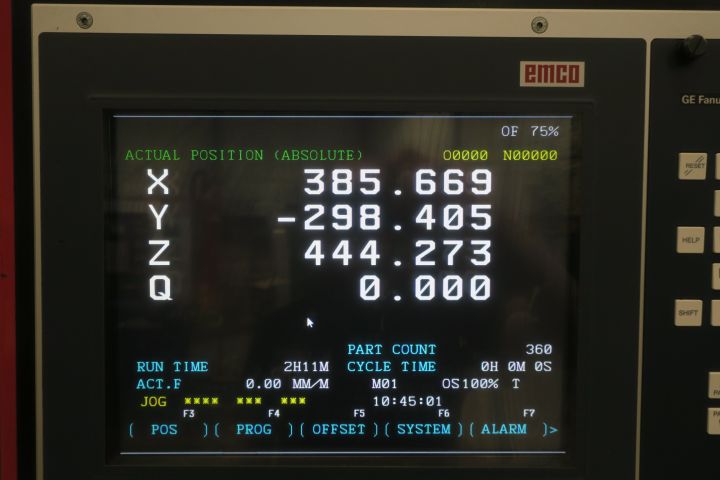 emco
GE Fanu
OF 75%
ACTUAL POSITION (ABSOLUTE) O0000 N00000
X 385.669
Y -298.405
Z 444.273
Q 0.000
PART COUNT 360
RUN TIME 2H11M CYCLE TIME 0H 0M 0S
ACT.F 0.00 MM/M M01 OS100% T
JOG **** *** *** 10:45:01
F3 F4 F5 F6 F7
( POS )( PROG )( OFFSET )( SYSTEM )( ALARM )>
RESET
HELP
SHIFT